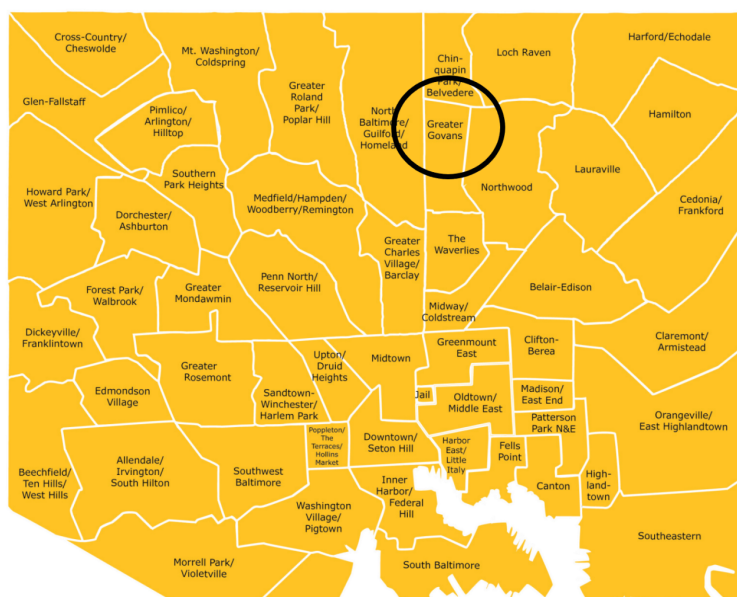 Cross-Country/
Cheswolde
Mt. Washington/
Coldspring
Greater
Roland
Park/
Poplar Hill
North
Baltimore/
Guilford/
Homeland
Chin-
quapin
Park/
Belvedere
Loch Raven
Harford/Echodale
Glen-Fallstaff
Pimlico/
Arlington/
Hilltop
Greater
Govans
Hamilton
Southern
Park Heights
Northwood
Lauraville
Howard Park/
West Arlington
Dorchester/
Ashburton
Medfield/Hampden/
Woodberry/Remington
Cedonia/
Frankford
Greater
Charles
Village/
Barclay
The
Waverlies
Forest Park/
Walbrook
Greater
Mondawmin
Penn North/
Reservoir Hill
Belair-Edison
Midway/
Coldstream
Dickeyville/
Franklintown
Greater
Rosemont
Upton/
Druid
Heights
Midtown
Greenmount
East
Clifton-
Berea
Claremont/
Armistead
Edmondson
Village
Sandtown-
Winchester/
Harlem Park
Jail
Oldtown/
Middle East
Madison/
East End
Patterson
Park N&E
Orangeville/
East Highlandtown
Poppleton/
The
Terraces/
Hollins
Market
Downtown/
Seton Hill
Harbor
East/
Little
Italy
Fells
Point
Beechfield/
Ten Hills/
West Hills
Allendale/
Irvington/
South Hilton
Southwest
Baltimore
Inner
Harbor/
Federal
Hill
Canton
High-
land-
town
Washington
Village/
Pigtown
Southeastern
Morrell Park/
Violetville
South Baltimore